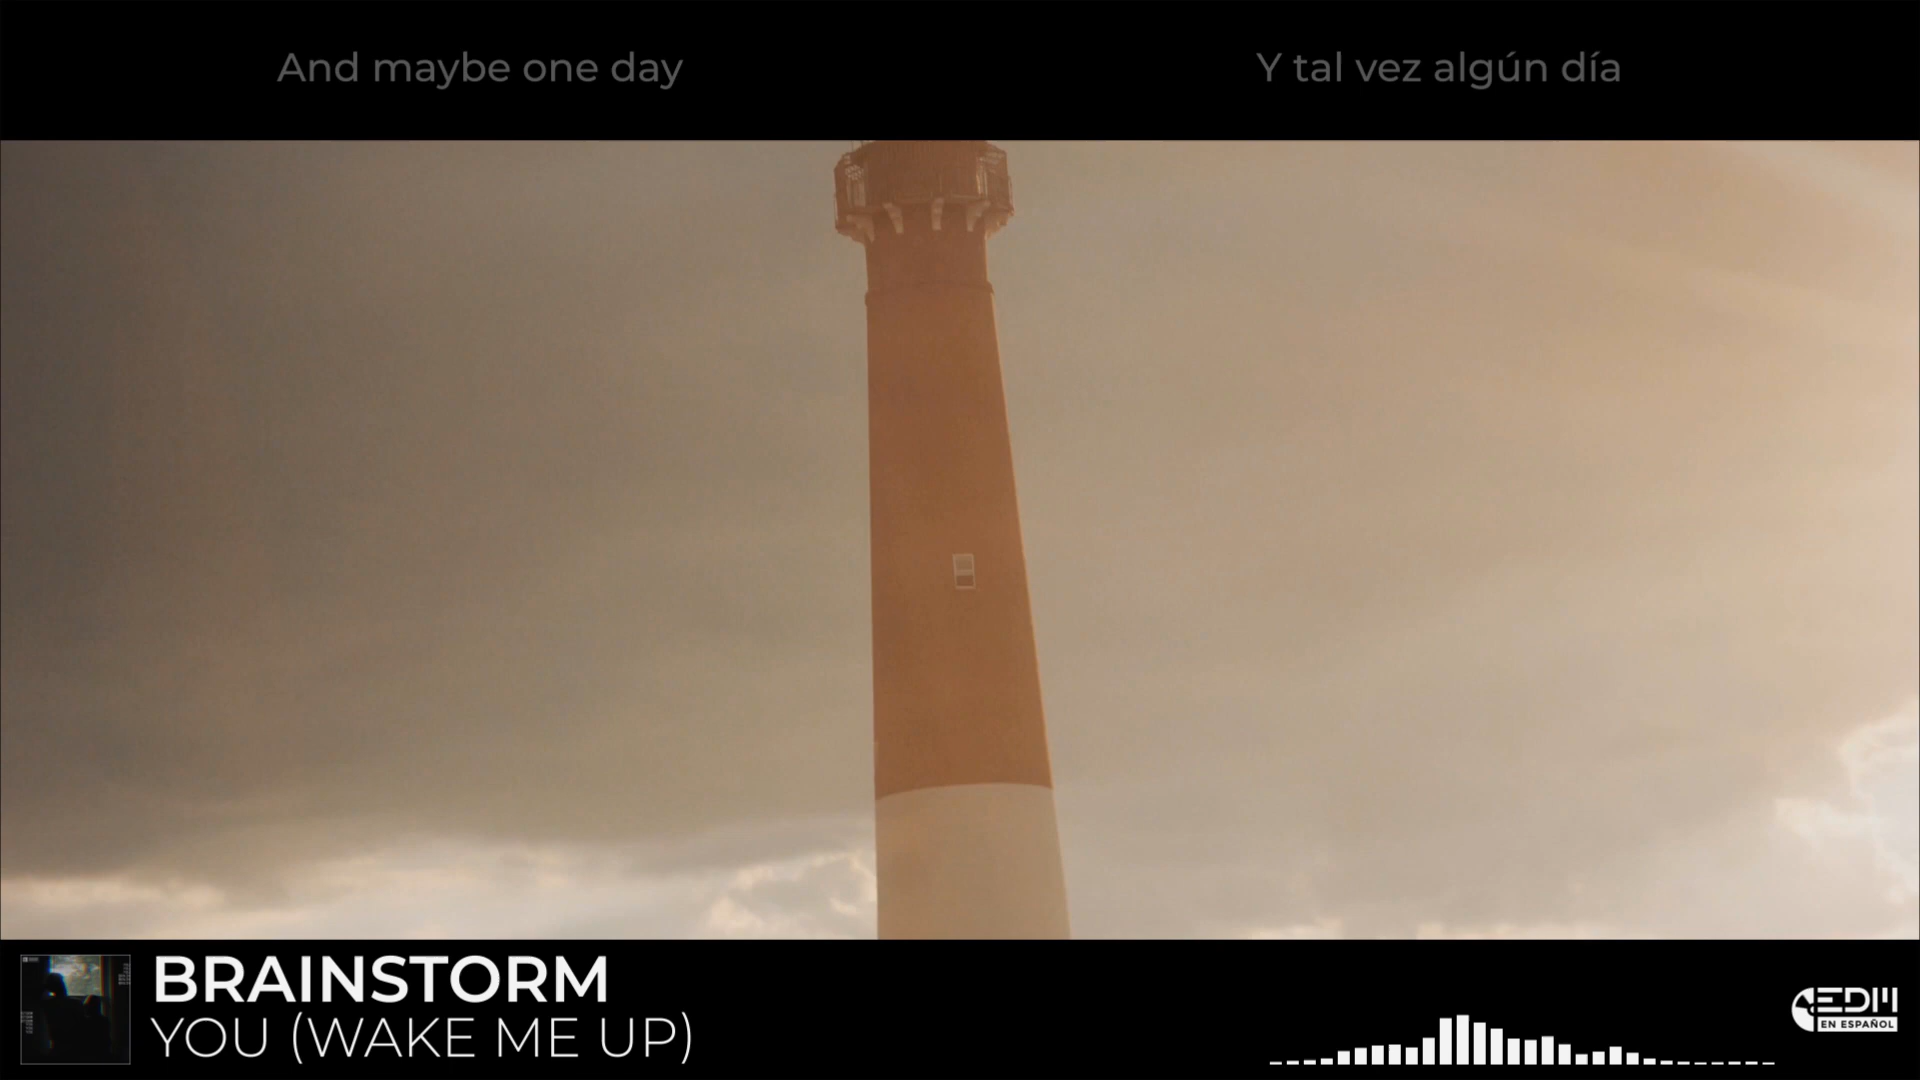 And maybe one day
Y tal vez algún día
BRAINSTORM
YOU (WAKE ME UP)
EDM
EN ESPAÑOL